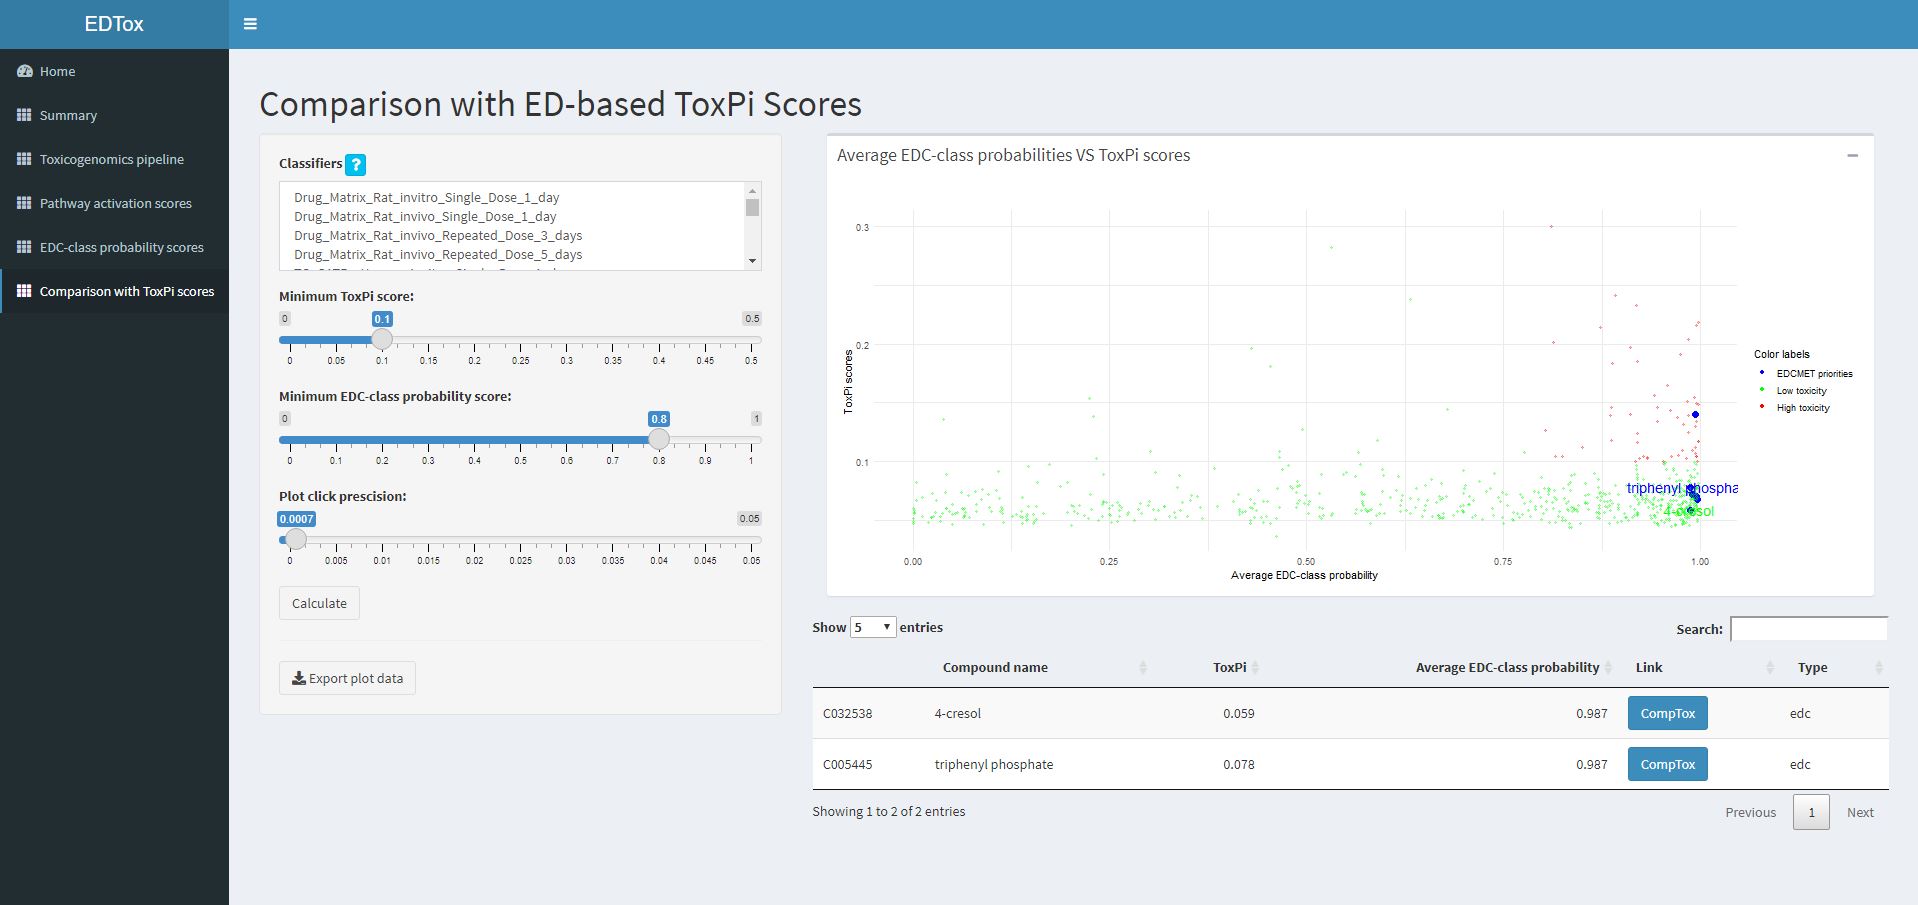 EDTox
Home
Summary
Toxicogenomics pipeline
Pathway activation scores
EDC-class probability scores
Comparison with ToxPi scores
Comparison with ED-based ToxPi Scores
Classifiers ?
Drug_Matrix_Rat_invitro_Single_Dose_1_day
Drug_Matrix_Rat_invivo_Single_Dose_1_day
Drug_Matrix_Rat_invivo_Repeated_Dose_3_days
Drug_Matrix_Rat_invivo_Repeated_Dose_5_days
Minimum ToxPi score:
0 0.1 0.5
0 0.05 0.1 0.15 0.2 0.25 0.3 0.35 0.4 0.45 0.5
Minimum EDC-class probability score:
0 0.8 1
0 0.1 0.2 0.3 0.4 0.5 0.6 0.7 0.8 0.9 1
Plot click prescision:
0.0007 0.05
0 0.005 0.01 0.015 0.02 0.025 0.03 0.035 0.04 0.045 0.05
Calculate
Export plot data
Average EDC-class probabilities VS ToxPi scores
ToxPi scores
0.3
0.2
0.1
0.00 0.25 0.50 0.75 1.00
Average EDC-class probability
triphenyl phospha
4-cresol
Color labels
EDCMET priorities
Low toxicity
High toxicity
Show 5 entries
Search:
Compound name ToxPi Average EDC-class probability Link Type
C032538 4-cresol 0.059 0.987 CompTox edc
C005445 triphenyl phosphate 0.078 0.987 CompTox edc
Showing 1 to 2 of 2 entries
Previous 1 Next